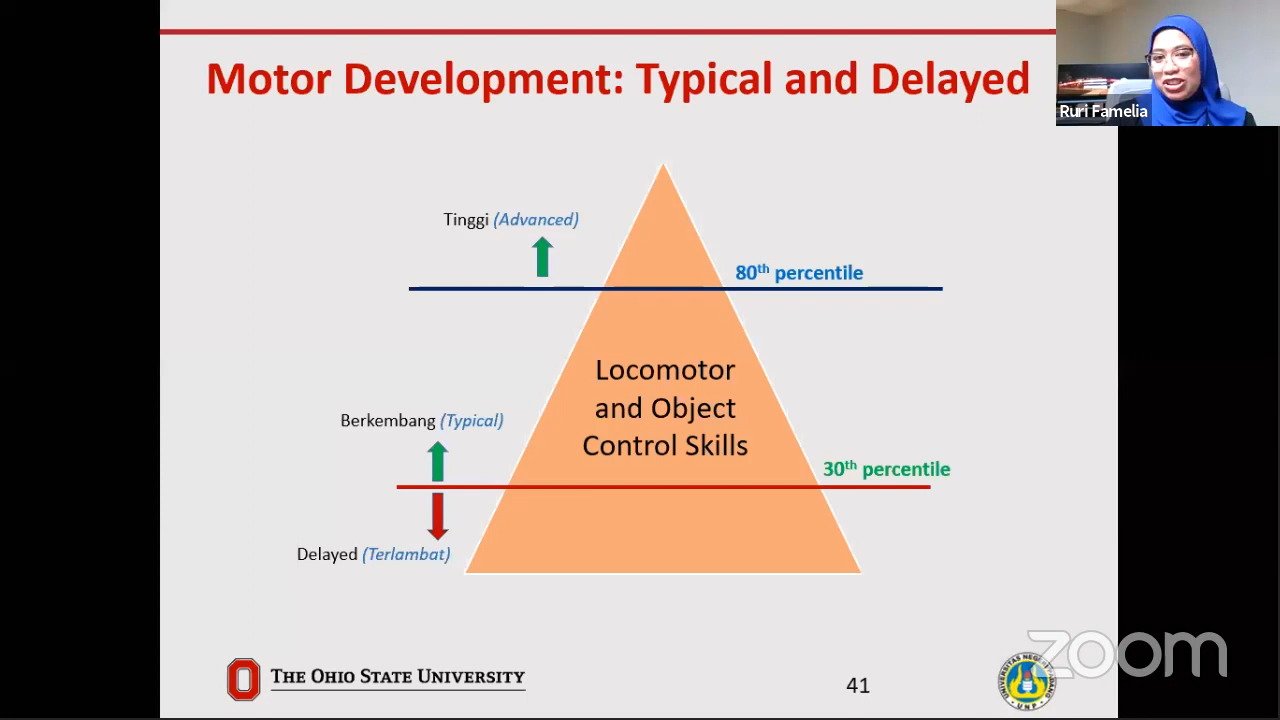 Motor Development: Typical and Delayed
Ruri Famelia
Tinggi (Advanced)
80th percentile
Locomotor
and Object
Control Skills
Berkembang (Typical)
30th percentile
Delayed (Terlambat)
THE OHIO STATE UNIVERSITY
41
UNP
zoom